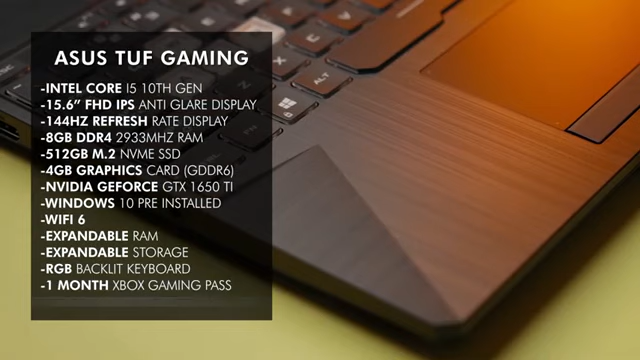 ASUS TUF GAMING
-INTEL CORE I5 10TH GEN
-15.6" FHD IPS ANTI GLARE DISPLAY
-144HZ REFRESH RATE DISPLAY
-8GB DDR4 2933MHZ RAM
-512GB M.2 NVME SSD
-4GB GRAPHICS CARD (GDDR6)
-NVIDIA GEFORCE GTX 1650 TI
-WINDOWS 10 PRE INSTALLED
-WIFI 6
-EXPANDABLE RAM
-EXPANDABLE STORAGE
-RGB BACKLIT KEYBOARD
-1 MONTH XBOX GAMING PASS
ALT